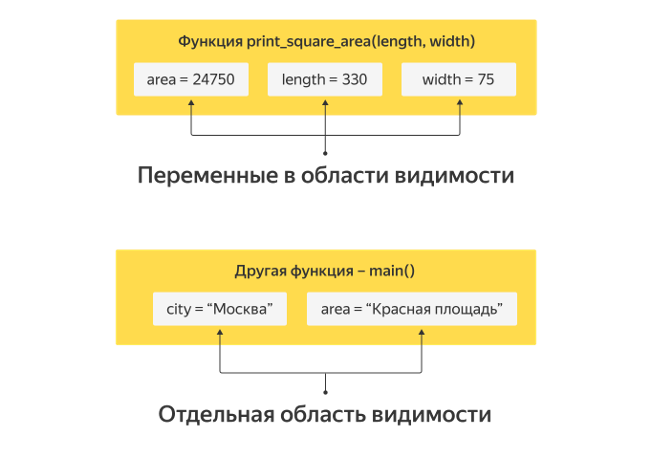 Функция print_square_area(length, width)
area = 24750
length = 330
width = 75
Переменные в области видимости
Другая функция – main()
city = “Москва”
area = “Красная площадь”
Отдельная область видимости